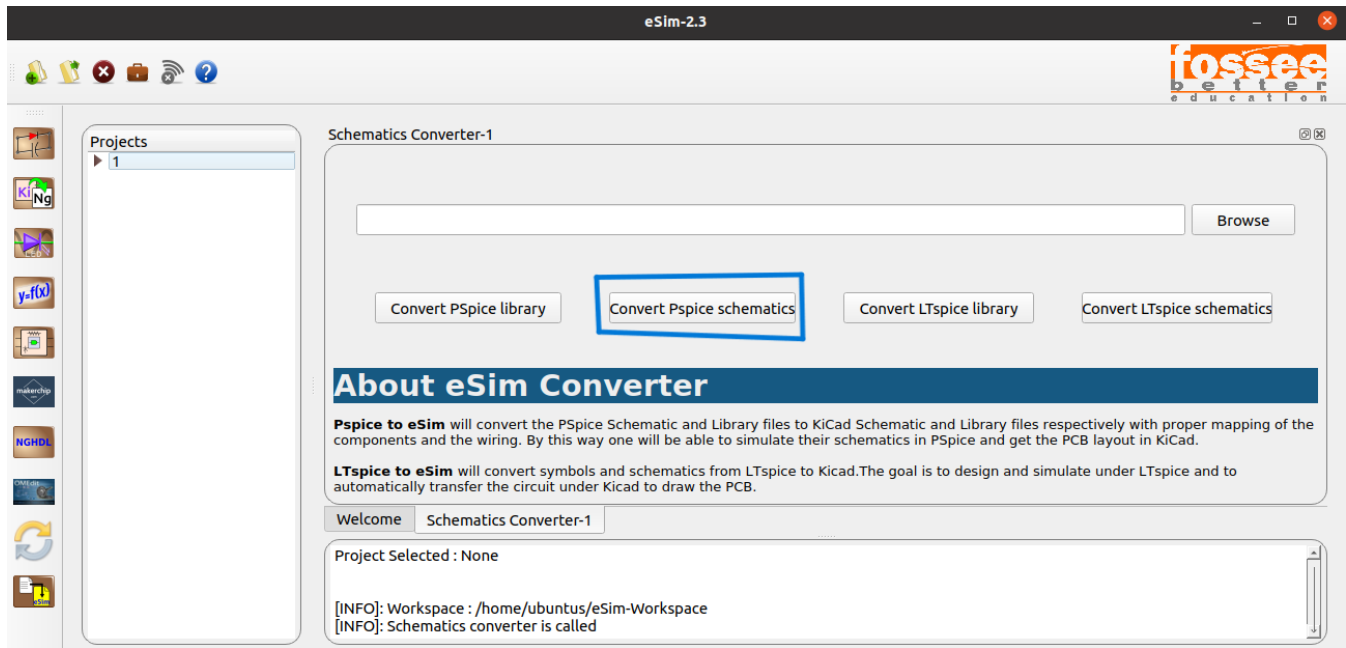 eSim-2.3
fossee
better
education
Projects
1
Schematics Converter-1
Browse
Convert PSpice library
Convert Pspice schematics
Convert LTspice library
Convert LTspice schematics
About eSim Converter
Pspice to eSim will convert the PSpice Schematic and Library files to KiCad Schematic and Library files respectively with proper mapping of the
components and the wiring. By this way one will be able to simulate their schematics in PSpice and get the PCB layout in KiCad.
LTspice to eSim will convert symbols and schematics from LTspice to Kicad.The goal is to design and simulate under LTspice and to
automatically transfer the circuit under Kicad to draw the PCB.
Welcome
Schematics Converter-1
Project Selected : None
[INFO]: Workspace : /home/ubuntus/eSim-Workspace
[INFO]: Schematics converter is called
Ki
Ng
y=f(x)
makerchip
NGHDL
OMEdit
eSim